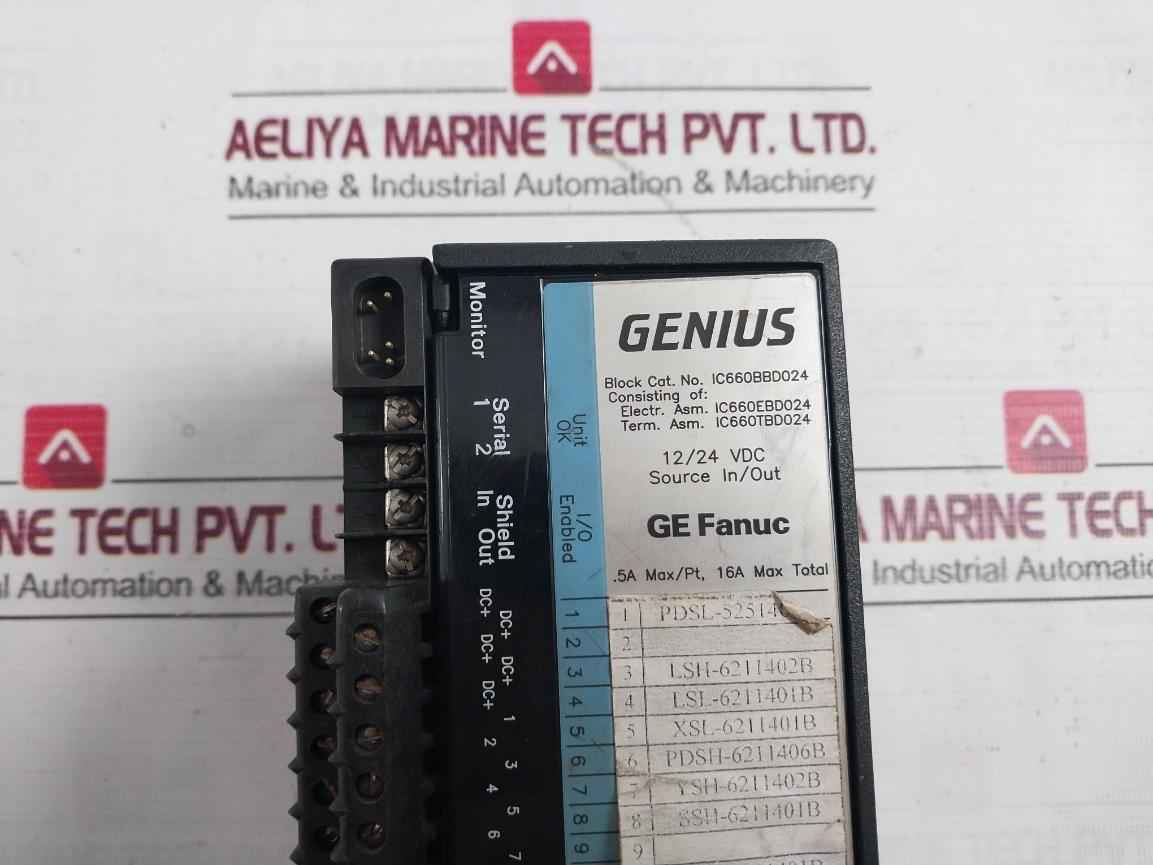 AELIYA MARINE TECH PVT. LTD.
Marine & Industrial Automation & Machinery
NE TECH PVT. LT
l Automation & Mach
MARINE TECH
Industrial Automatio
Monitor
Serial
1 2
Shield
In Out
DC+ DC+ 1 3 5 7
DC+ DC+ DC+ 2 4 6
Unit
OK
I/O
Enabled
1 2 3 4 5 6 7 8 9
GENIUS
Block Cat. No. IC660BBD024
Consisting of:
Electr. Asm. IC660EBD024
Term. Asm. IC660TBD024
12/24 VDC
Source In/Out
GE Fanuc
.5A Max/Pt, 16A Max Total
1 PDSL-52514
2
3 LSH-6211402B
4 LSL-6211401B
5 XSL-6211401B
6 PDSH-6211406B
7 YSH-6211402B
8 SSH-6211401B
9